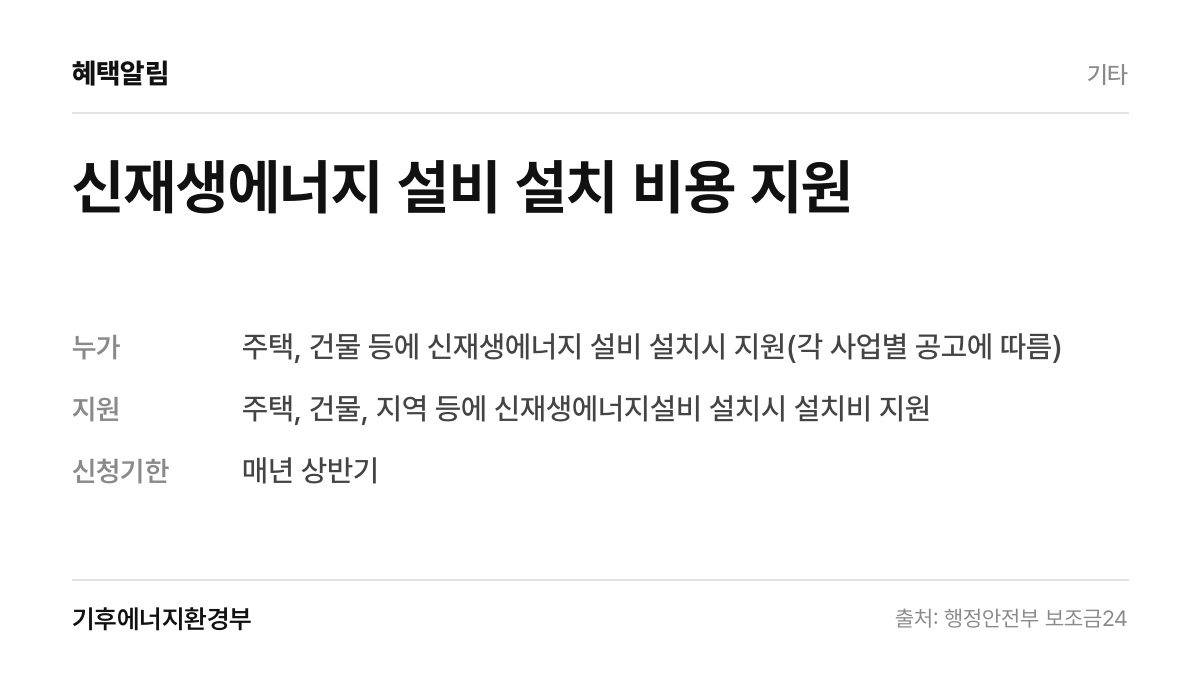 혜택알림
기타
신재생에너지 설비 설치 비용 지원
누가
주택, 건물 등에 신재생에너지 설비 설치시 지원(각 사업별 공고에 따름)
지원
주택, 건물, 지역 등에 신재생에너지설비 설치시 설치비 지원
신청기한
매년 상반기
기후에너지환경부
출처: 행정안전부 보조금24